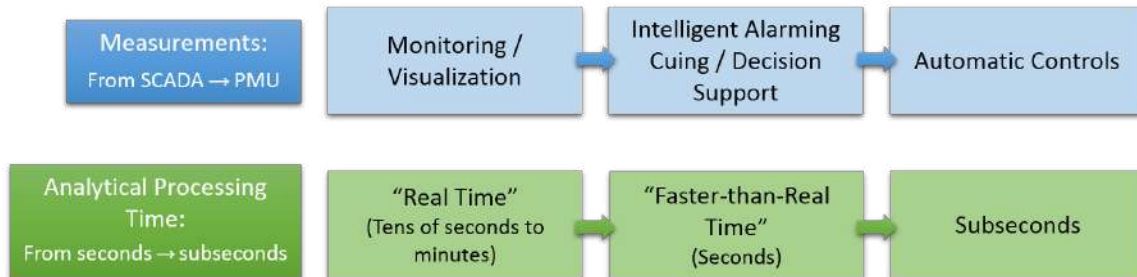 Measurements:
From SCADA → PMU
Monitoring /
Visualization
Intelligent Alarming
Cuing / Decision
Support
Automatic Controls
Analytical Processing
Time:
From seconds → subseconds
“Real Time”
(Tens of seconds to
minutes)
“Faster-than-Real
Time”
(Seconds)
Subseconds